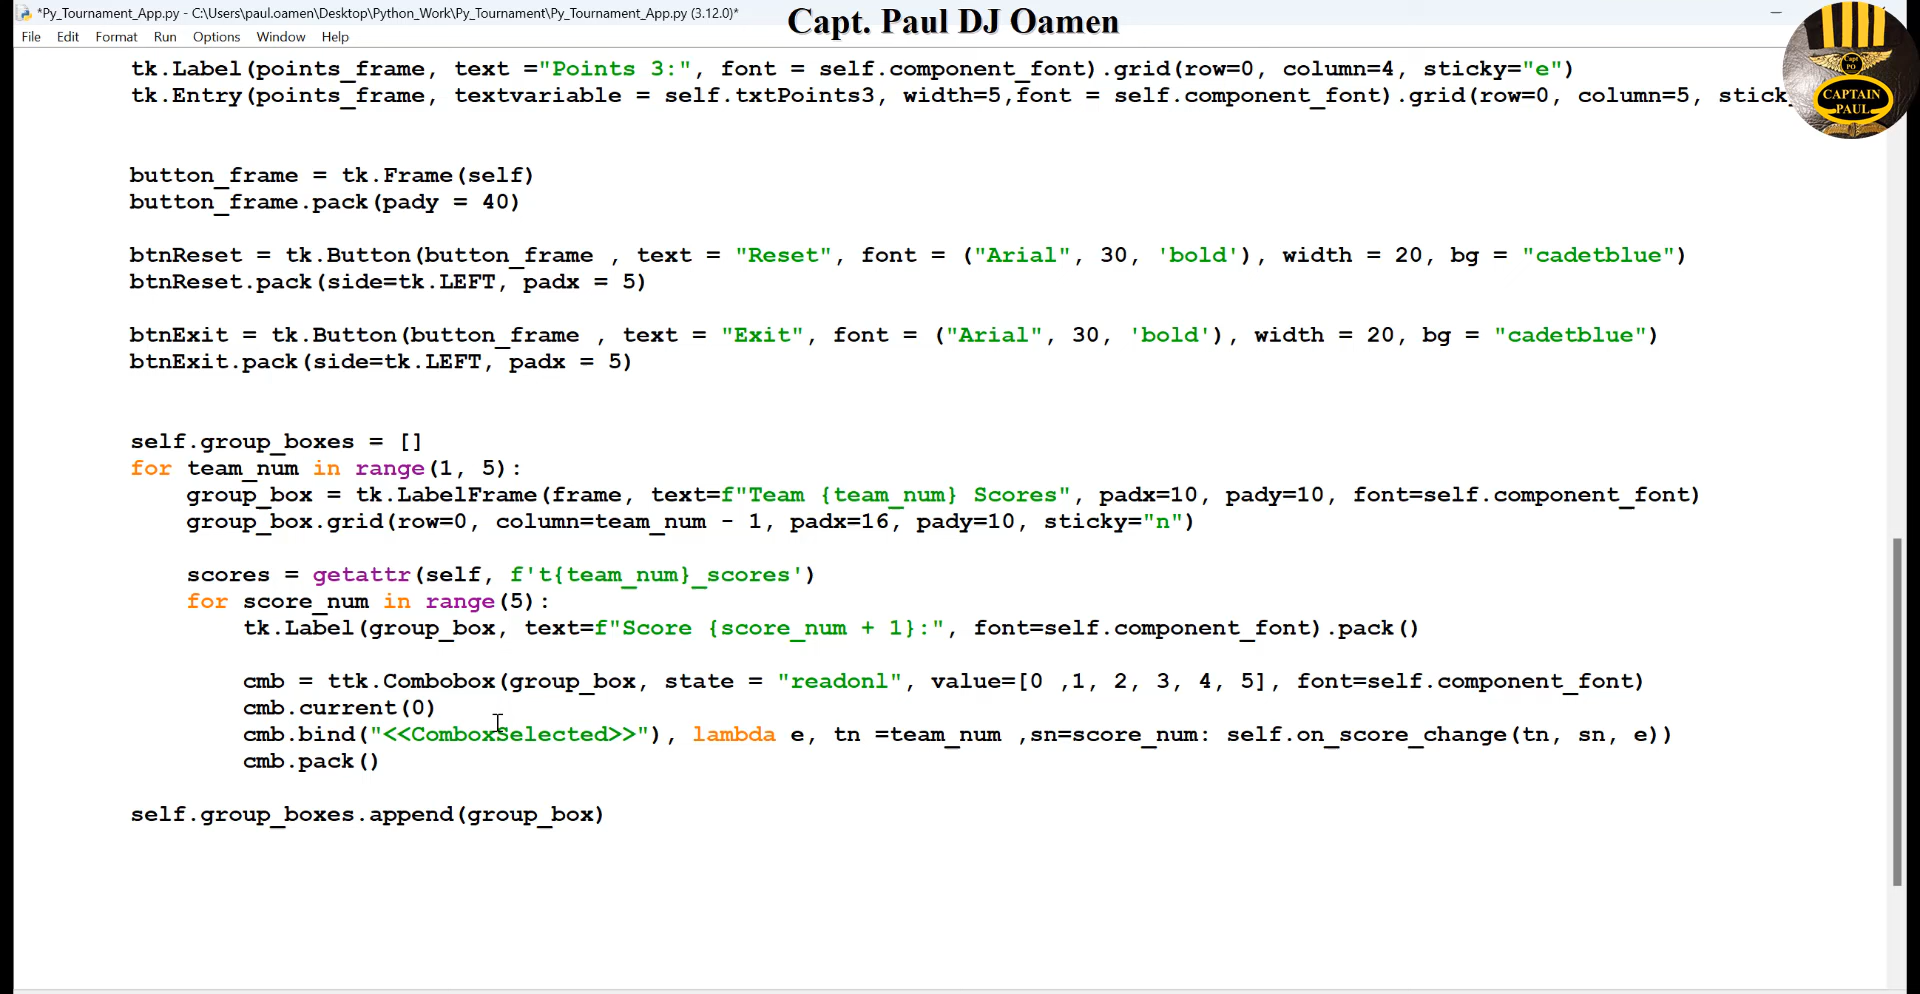 *Py_Tournament_App.py - C:\Users\paul.oamen\Desktop\Python_Work\Py_Tournament\Py_Tournament_App.py (3.12.0)*
Capt. Paul DJ Oamen
File Edit Format Run Options Window Help
Capt
PO
CAPTAIN
PAUL
tk.Label(points_frame, text ="Points 3:", font = self.component_font).grid(row=0, column=4, sticky="e")
tk.Entry(points_frame, textvariable = self.txtPoints3, width=5,font = self.component_font).grid(row=0, column=5, stick
button_frame = tk.Frame(self)
button_frame.pack(pady = 40)
btnReset = tk.Button(button_frame , text = "Reset", font = ("Arial", 30, 'bold'), width = 20, bg = "cadetblue")
btnReset.pack(side=tk.LEFT, padx = 5)
btnExit = tk.Button(button_frame , text = "Exit", font = ("Arial", 30, 'bold'), width = 20, bg = "cadetblue")
btnExit.pack(side=tk.LEFT, padx = 5)
self.group_boxes = []
for team_num in range(1, 5):
group_box = tk.LabelFrame(frame, text=f"Team {team_num} Scores", padx=10, pady=10, font=self.component_font)
group_box.grid(row=0, column=team_num - 1, padx=16, pady=10, sticky="n")
scores = getattr(self, f't{team_num}_scores')
for score_num in range(5):
tk.Label(group_box, text=f"Score {score_num + 1}:", font=self.component_font).pack()
cmb = ttk.Combobox(group_box, state = "readonl", value=[0 ,1, 2, 3, 4, 5], font=self.component_font)
cmb.current(0)
cmb.bind("<<ComboxSelected>>"), lambda e, tn =team_num ,sn=score_num: self.on_score_change(tn, sn, e))
cmb.pack()
self.group_boxes.append(group_box)